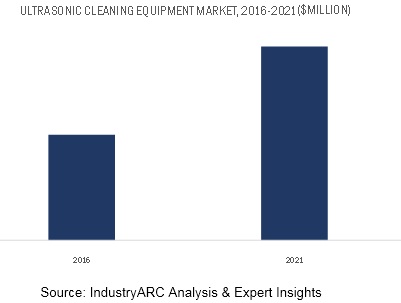 ULTRASONIC CLEANING EQUIPMENT MARKET, 2016-2021($MILLION)
2016 2021
Source: IndustryARC Analysis & Expert Insights